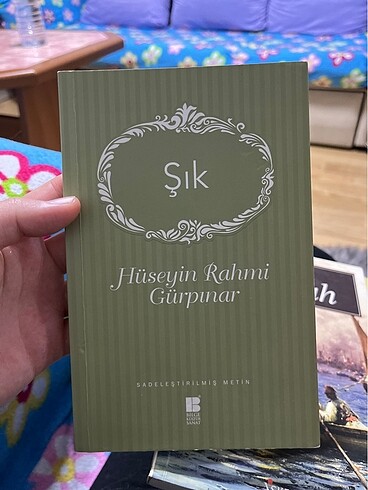 Şık
Hüseyin Rahmi
Gürpınar
SADELEŞTİRİLMİŞ METİN
BİLGE
KÜLTÜR
SANAT